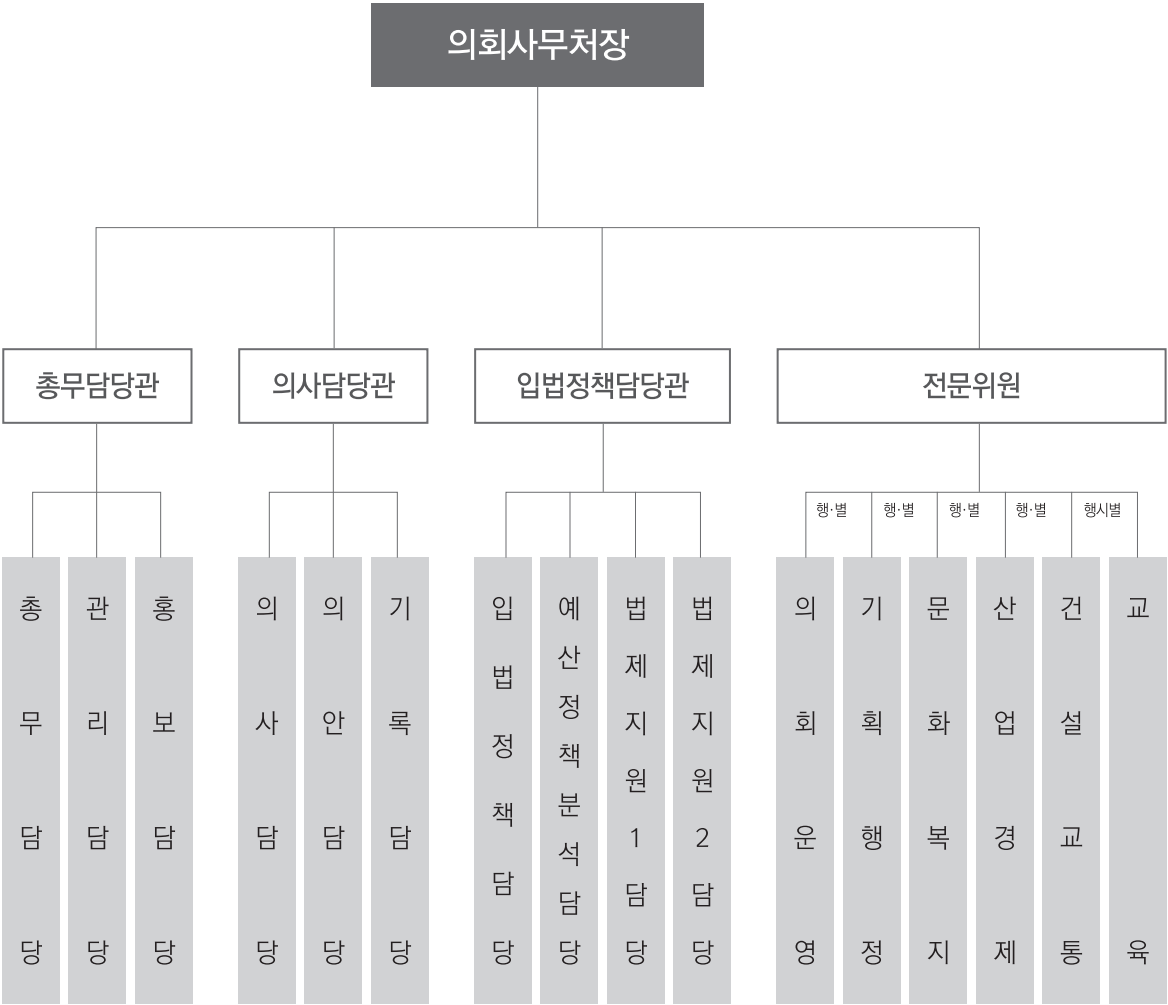 의회사무처장
총무담당관
의사담당관
입법정책담당관
전문위원
행·별
행·별
행·별
행·별
행시별
총무담당
관리담당
홍보담당
의사담당
의안담당
기록담당
입법정책담당
예산정책분석담당
법제지원1담당
법제지원2담당
의회운영
기획행정
문화복지
산업경제
건설교통
교육